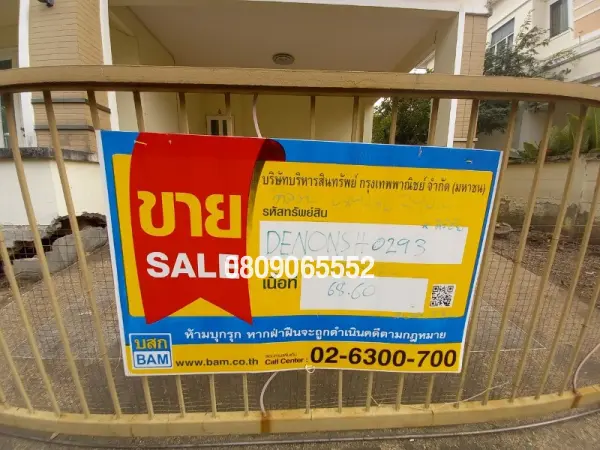 ขาย
SALE
บริษัทบริหารสินทรัพย์ กรุงเทพพาณิชย์ จำกัด (มหาชน)
รหัสทรัพย์สิน
DENONSH0293
0809065552
เนื้อที่
68.60
ห้ามบุกรุก หากฝ่าฝืนจะถูกดำเนินคดีตามกฎหมาย
บสก
BAM
www.bam.co.th
Call Center :
02-6300-700